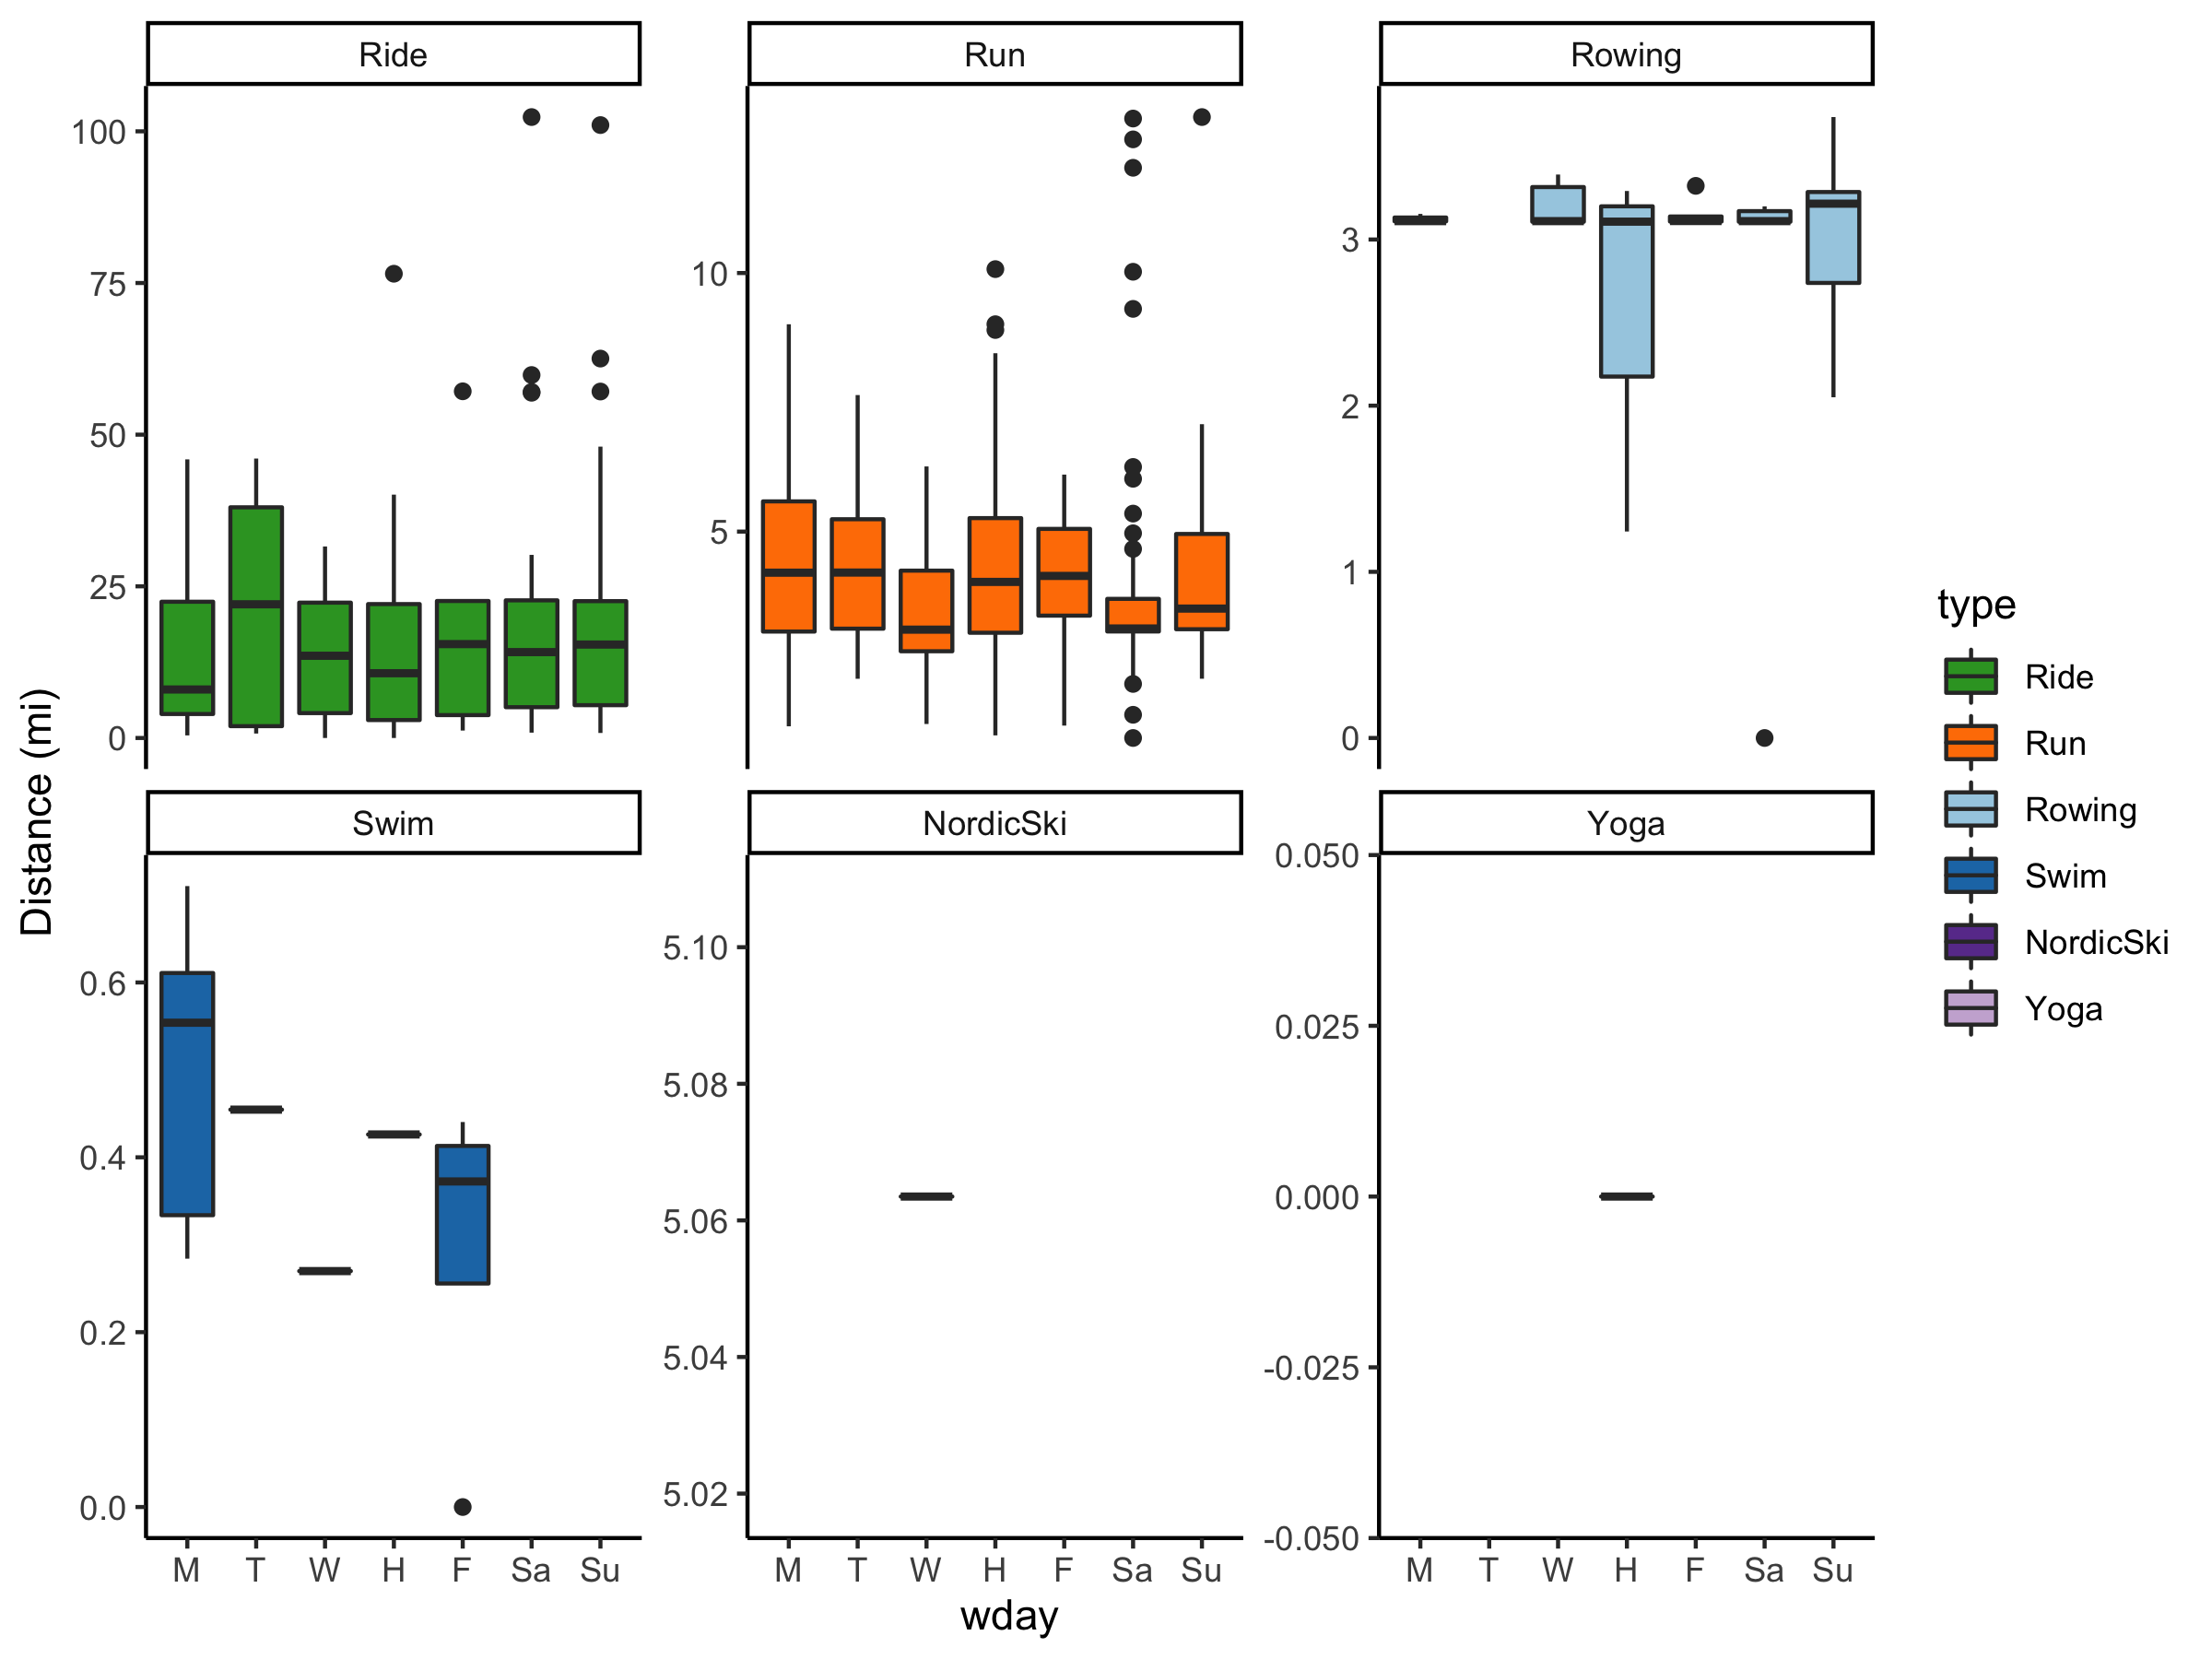 Ride
Run
Rowing
100
75
50
25
0
10
5
3
2
1
0
Distance (mi)
Swim
NordicSki
Yoga
0.6
0.4
0.2
0.0
5.10
5.08
5.06
5.04
5.02
0.050
0.025
0.000
-0.025
-0.050
M T W H F Sa Su
M T W H F Sa Su
M T W H F Sa Su
wday
type
Ride
Run
Rowing
Swim
NordicSki
Yoga